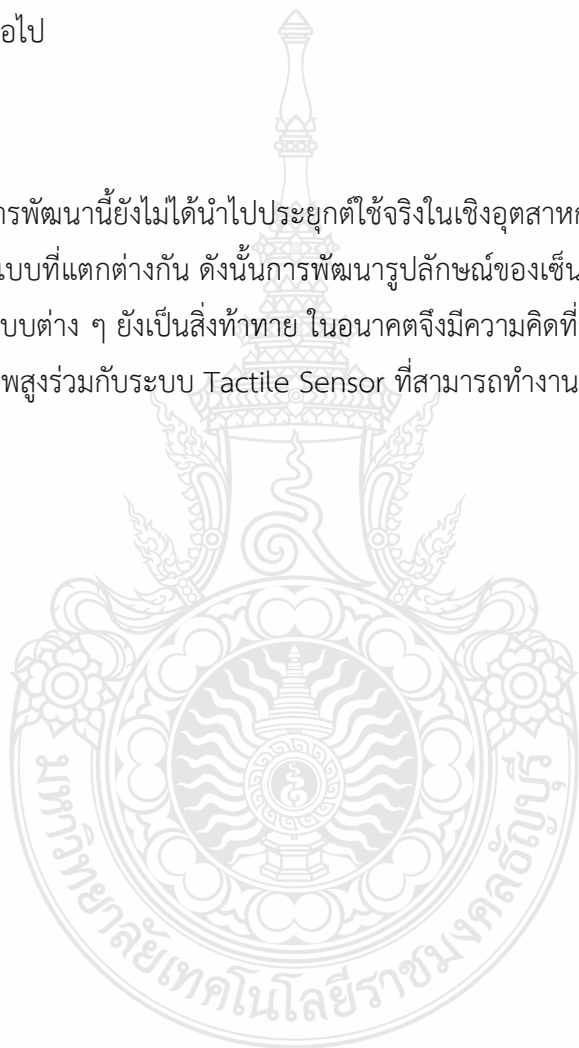 อไป
ารพัฒนานี้ยังไม่ได้นำไปประยุกต์ใช้จริงในเชิงอุตสาหก
แบบที่แตกต่างกัน ดังนั้นการพัฒนารูปลักษณ์ของเซ็น
บบต่าง ๆ ยังเป็นสิ่งท้าทาย ในอนาคตจึงมีความคิดที่
พสูงร่วมกับระบบ Tactile Sensor ที่สามารถทำงาน
มหาวิทยาลัยเทคโนโลยีราชมงคลธัญบุรี